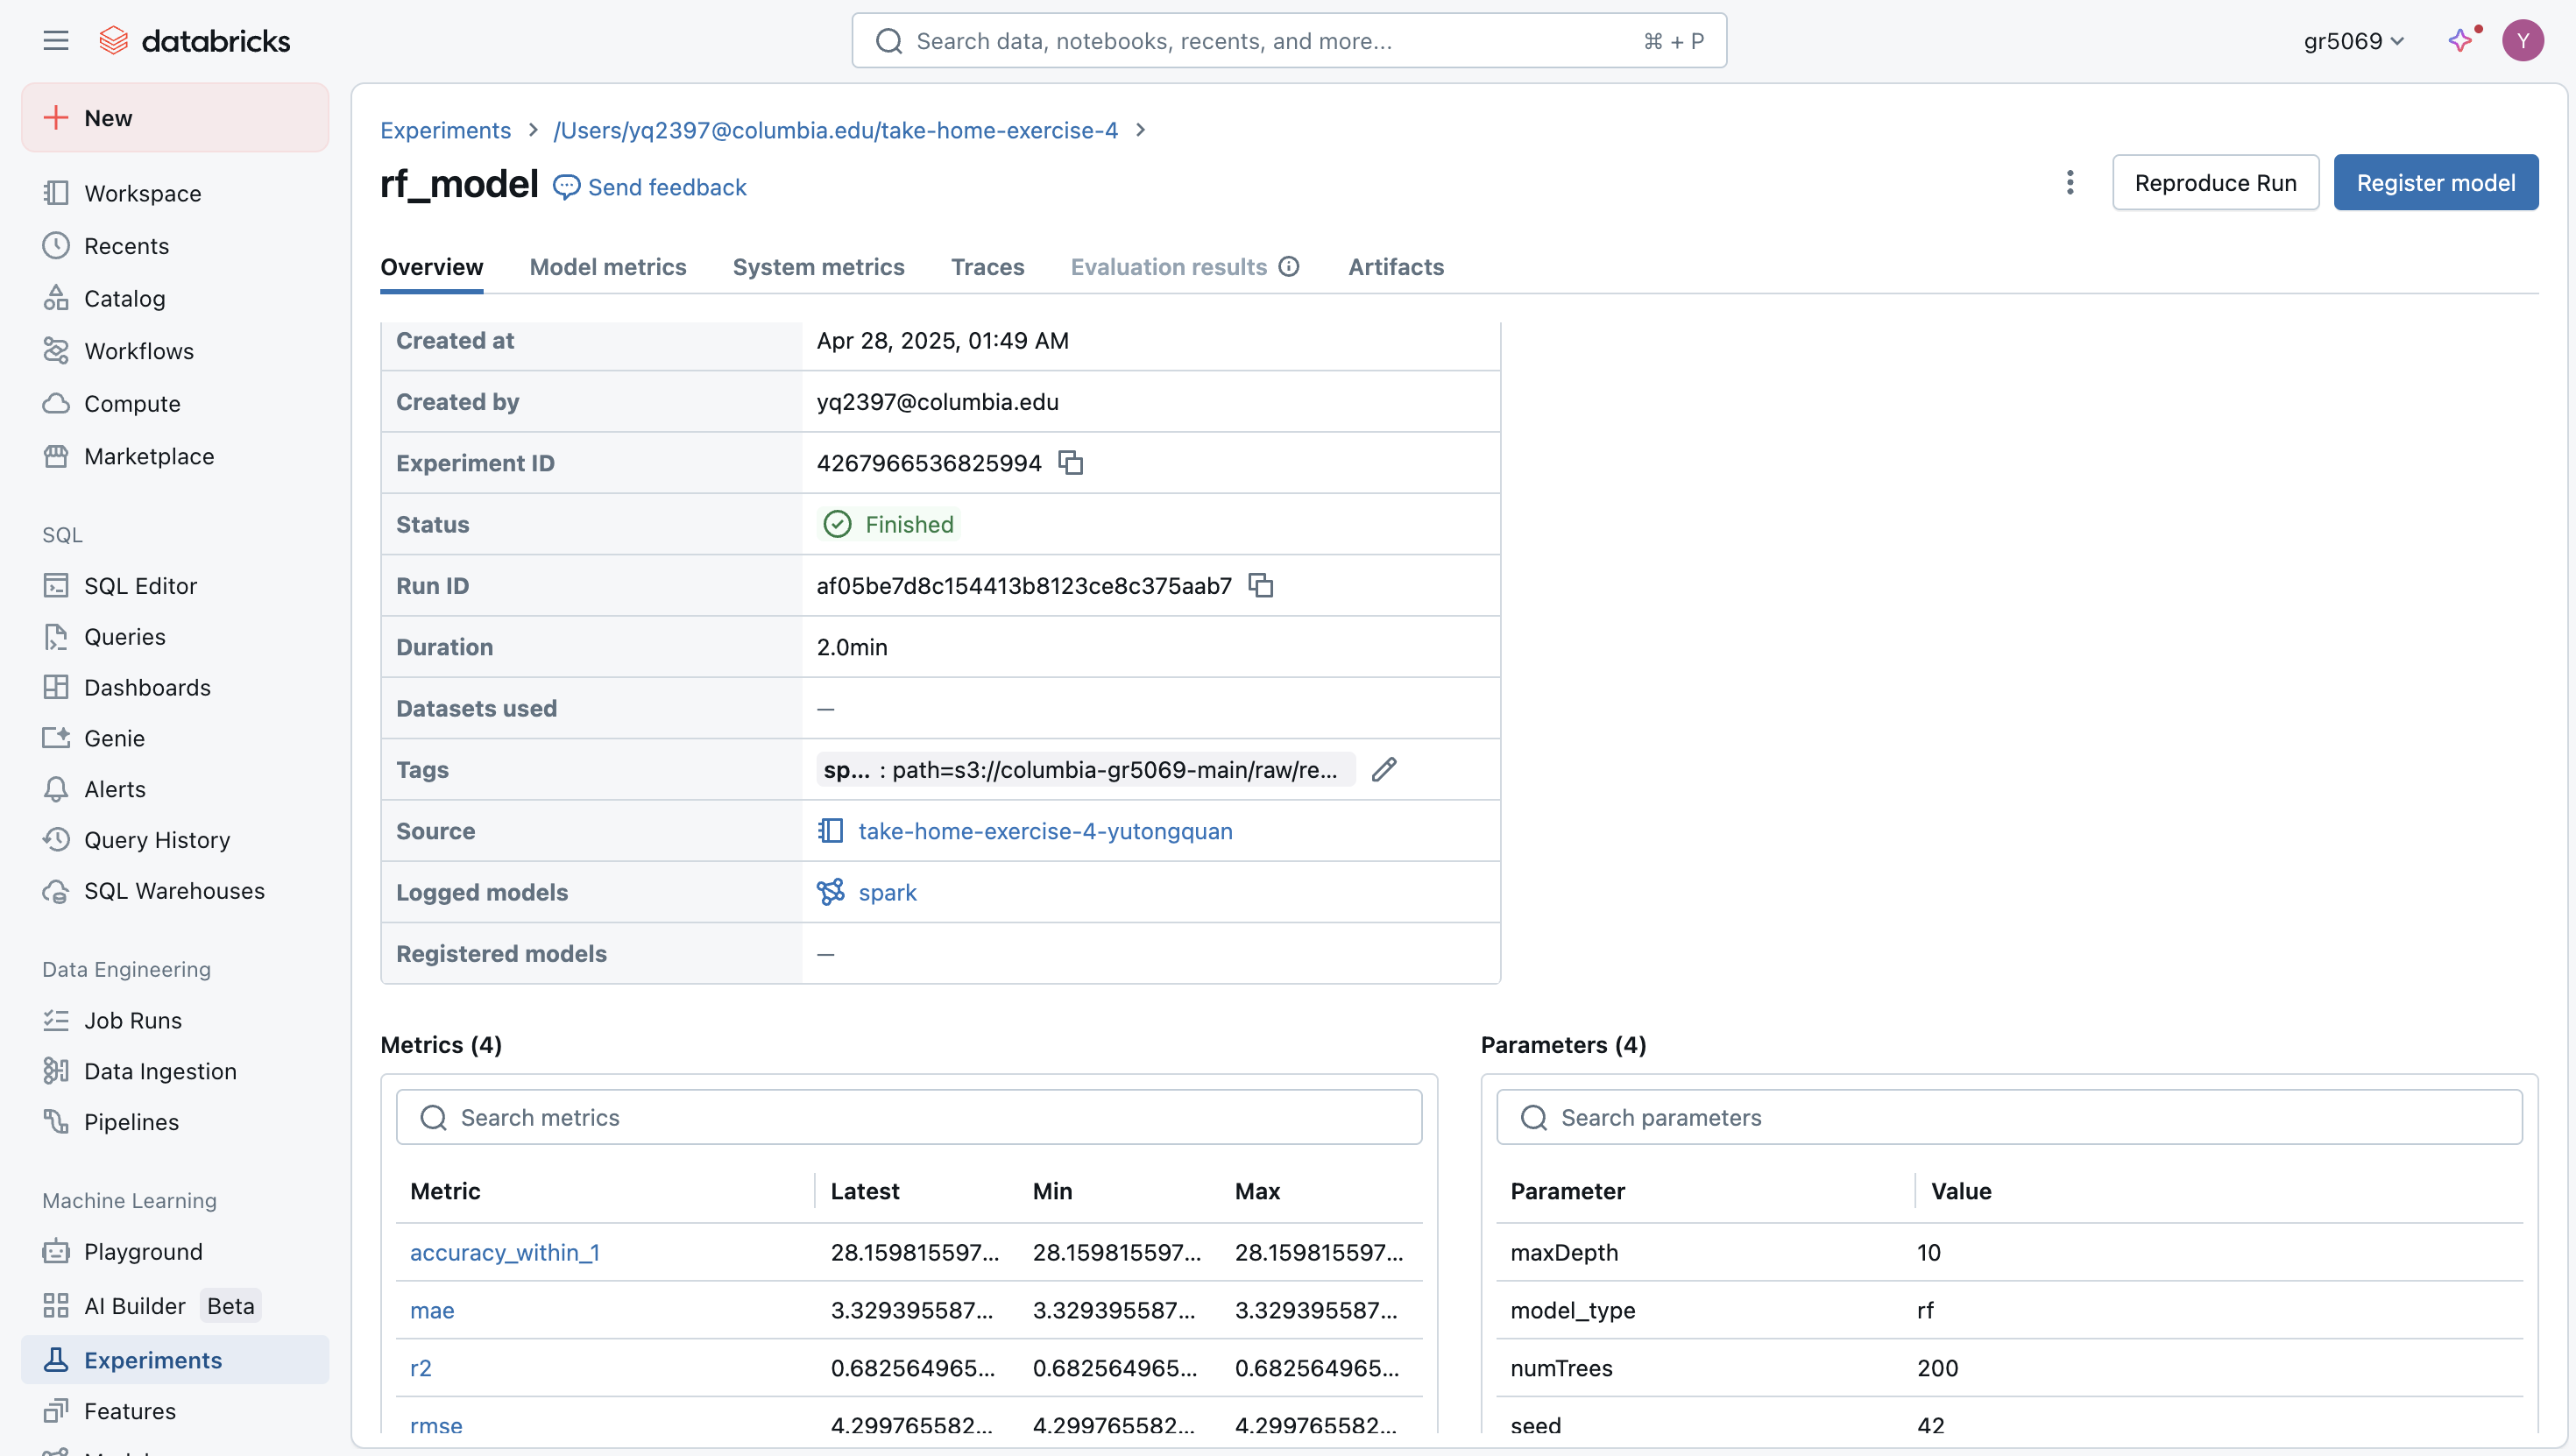 databricks
Search data, notebooks, recents, and more...
⌘ + P
gr5069
Y
New
Workspace
Recents
Catalog
Workflows
Compute
Marketplace
SQL
SQL Editor
Queries
Dashboards
Genie
Alerts
Query History
SQL Warehouses
Data Engineering
Job Runs
Data Ingestion
Pipelines
Machine Learning
Playground
AI Builder Beta
Experiments
Features
Experiments > /Users/yq2397@columbia.edu/take-home-exercise-4 >
rf_model Send feedback
Reproduce Run
Register model
Overview Model metrics System metrics Traces Evaluation results Artifacts
Created at Apr 28, 2025, 01:49 AM
Created by yq2397@columbia.edu
Experiment ID 4267966536825994
Status Finished
Run ID af05be7d8c154413b8123ce8c375aab7
Duration 2.0min
Datasets used —
Tags sp... : path=s3://columbia-gr5069-main/raw/re...
Source take-home-exercise-4-yutongquan
Logged models spark
Registered models —
Metrics (4)
Search metrics
Metric Latest Min Max
accuracy_within_1 28.159815597... 28.159815597... 28.159815597...
mae 3.329395587... 3.329395587... 3.329395587...
r2 0.682564965... 0.682564965... 0.682564965...
rmse 4.299765582... 4.299765582... 4.299765582...
Parameters (4)
Search parameters
Parameter Value
maxDepth 10
model_type rf
numTrees 200
seed 42